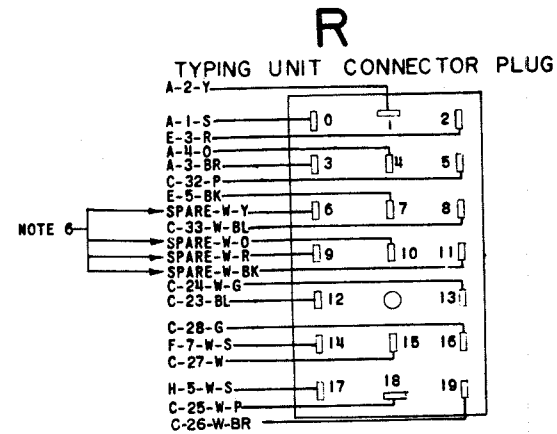 R
TYPING UNIT CONNECTOR PLUG
A-2-Y
1
A-1-S
0
2
E-3-R
A-4-O
A-3-BR
3
4
5
C-32-P
E-5-BK
SPARE-W-Y
6
7
8
C-33-W-BL
NOTE 6
SPARE-W-O
SPARE-W-R
9
10
11
SPARE-W-BK
C-24-W-G
C-23-BL
12
13
C-28-G
F-7-W-S
14
15
16
C-27-W
H-5-W-S
17
18
19
C-25-W-P
C-26-W-BR